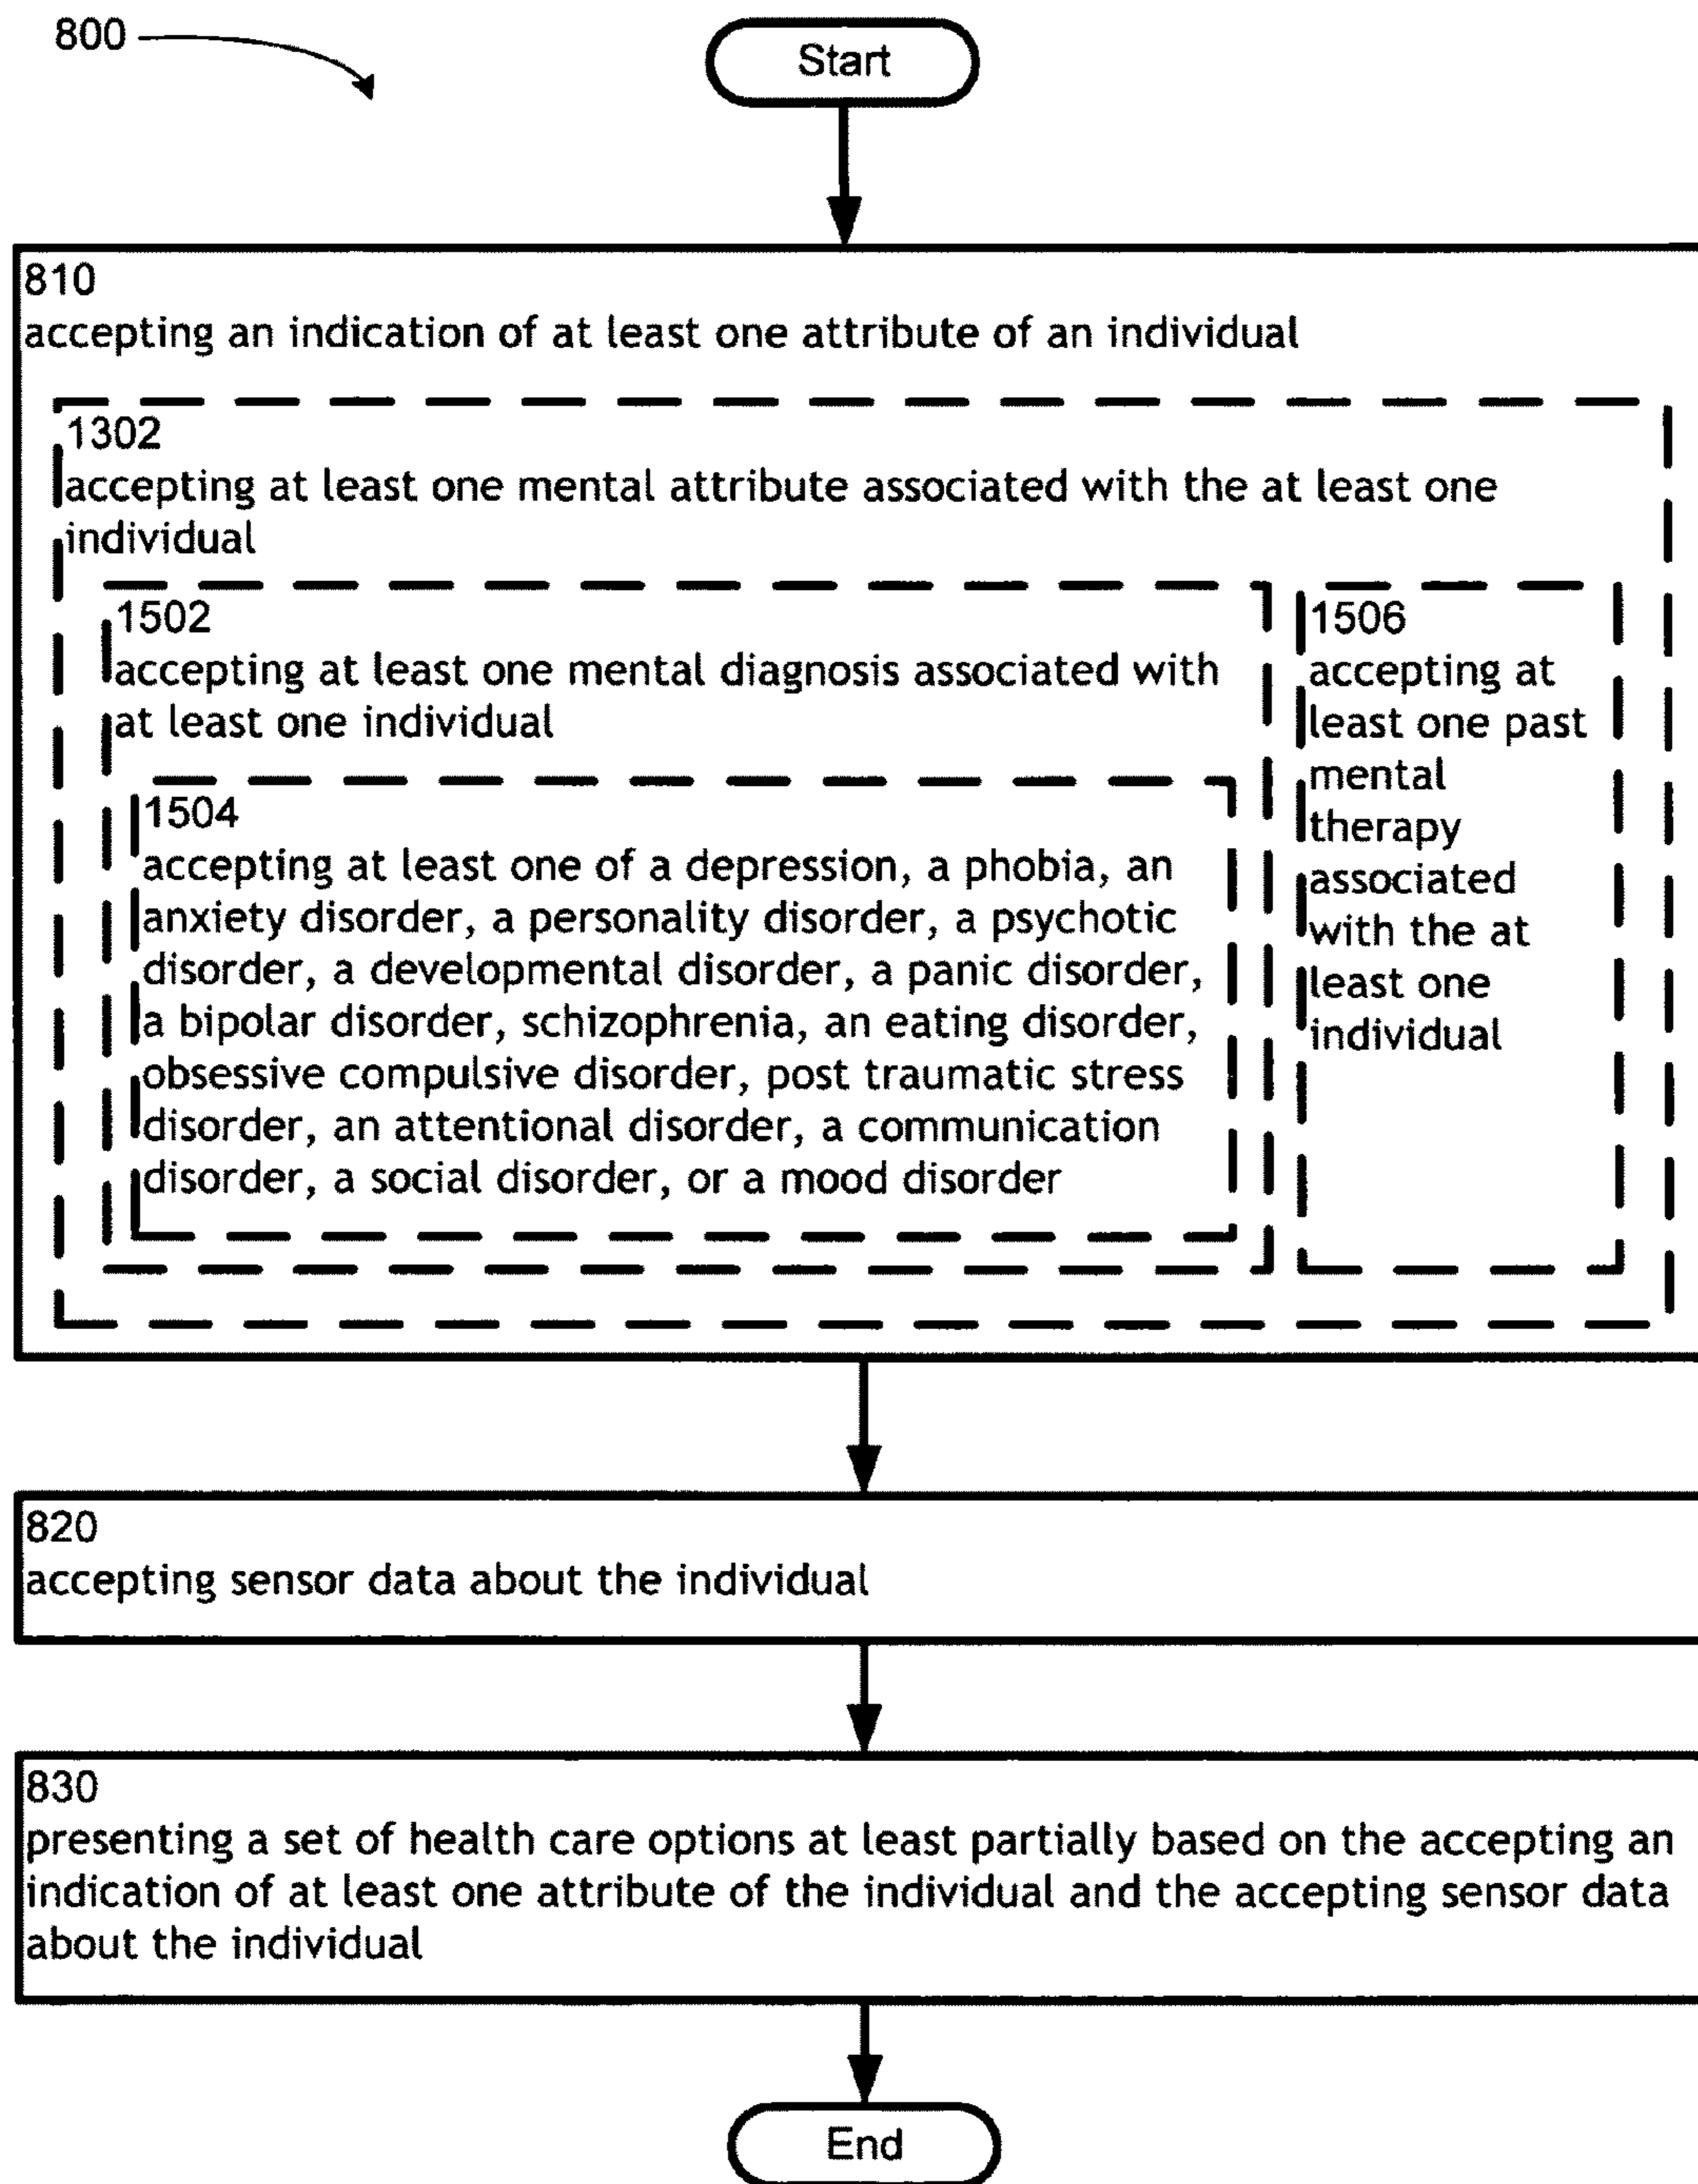 800
Start
810
accepting an indication of at least one attribute of an individual
1302
accepting at least one mental attribute associated with the at least one
individual
1502
accepting at least one mental diagnosis associated with
at least one individual
1504
accepting at least one of a depression, a phobia, an
anxiety disorder, a personality disorder, a psychotic
disorder, a developmental disorder, a panic disorder,
a bipolar disorder, schizophrenia, an eating disorder,
obsessive compulsive disorder, post traumatic stress
disorder, an attentional disorder, a communication
disorder, a social disorder, or a mood disorder
1506
accepting at
least one past
mental
therapy
associated
with the at
least one
individual
820
accepting sensor data about the individual
830
presenting a set of health care options at least partially based on the accepting an
indication of at least one attribute of the individual and the accepting sensor data
about the individual
End